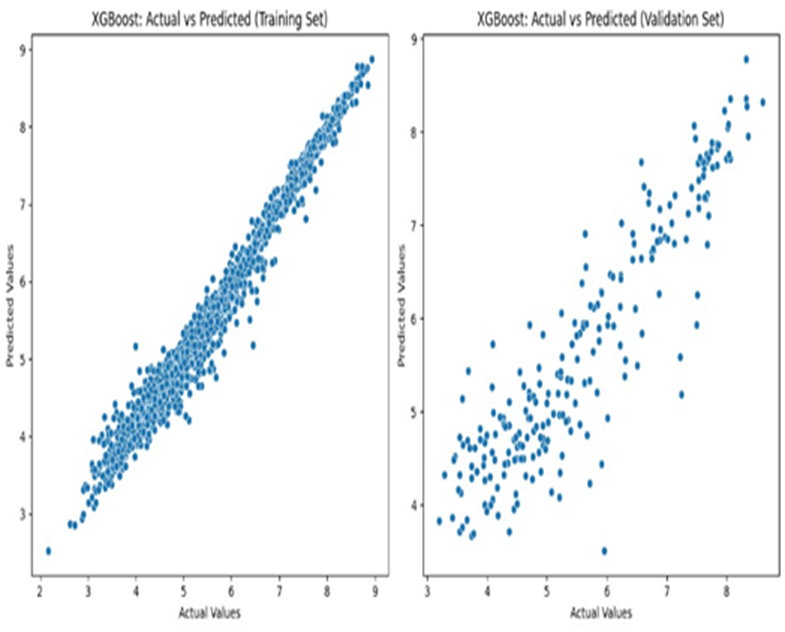 XGBoost: Actual vs Predicted (Training Set)
Predicted Values
9
8
7
6
5
4
3
2 3 4 5 6 7 8 9
Actual Values
XGBoost: Actual vs Predicted (Validation Set)
Predicted Values
9
8
7
6
5
4
3 4 5 6 7 8
Actual Values